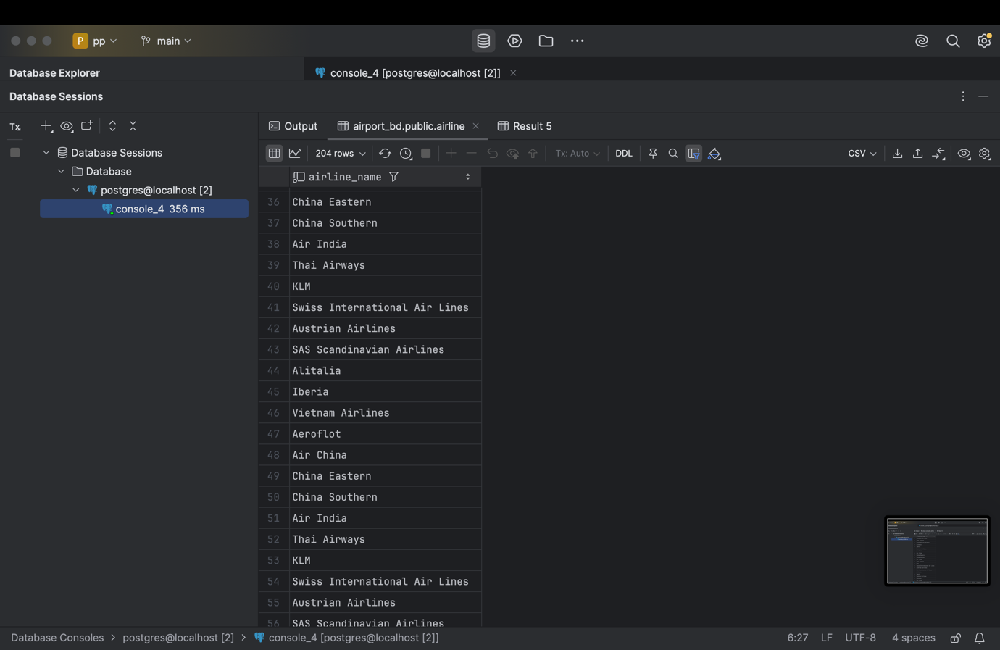 P pp main
Database Explorer
console_4 [postgres@localhost [2]]
Database Sessions
Tx
Output
airport_bd.public.airline
Result 5
Database Sessions
Database
postgres@localhost [2]
console_4 356 ms
204 rows
Tx: Auto
DDL
CSV
airline_name
36 China Eastern
37 China Southern
38 Air India
39 Thai Airways
40 KLM
41 Swiss International Air Lines
42 Austrian Airlines
43 SAS Scandinavian Airlines
44 Alitalia
45 Iberia
46 Vietnam Airlines
47 Aeroflot
48 Air China
49 China Eastern
50 China Southern
51 Air India
52 Thai Airways
53 KLM
54 Swiss International Air Lines
55 Austrian Airlines
56 SAS Scandinavian Airlines
Database Consoles > postgres@localhost [2] > console_4 [postgres@localhost [2]]
6:27 LF UTF-8 4 spaces